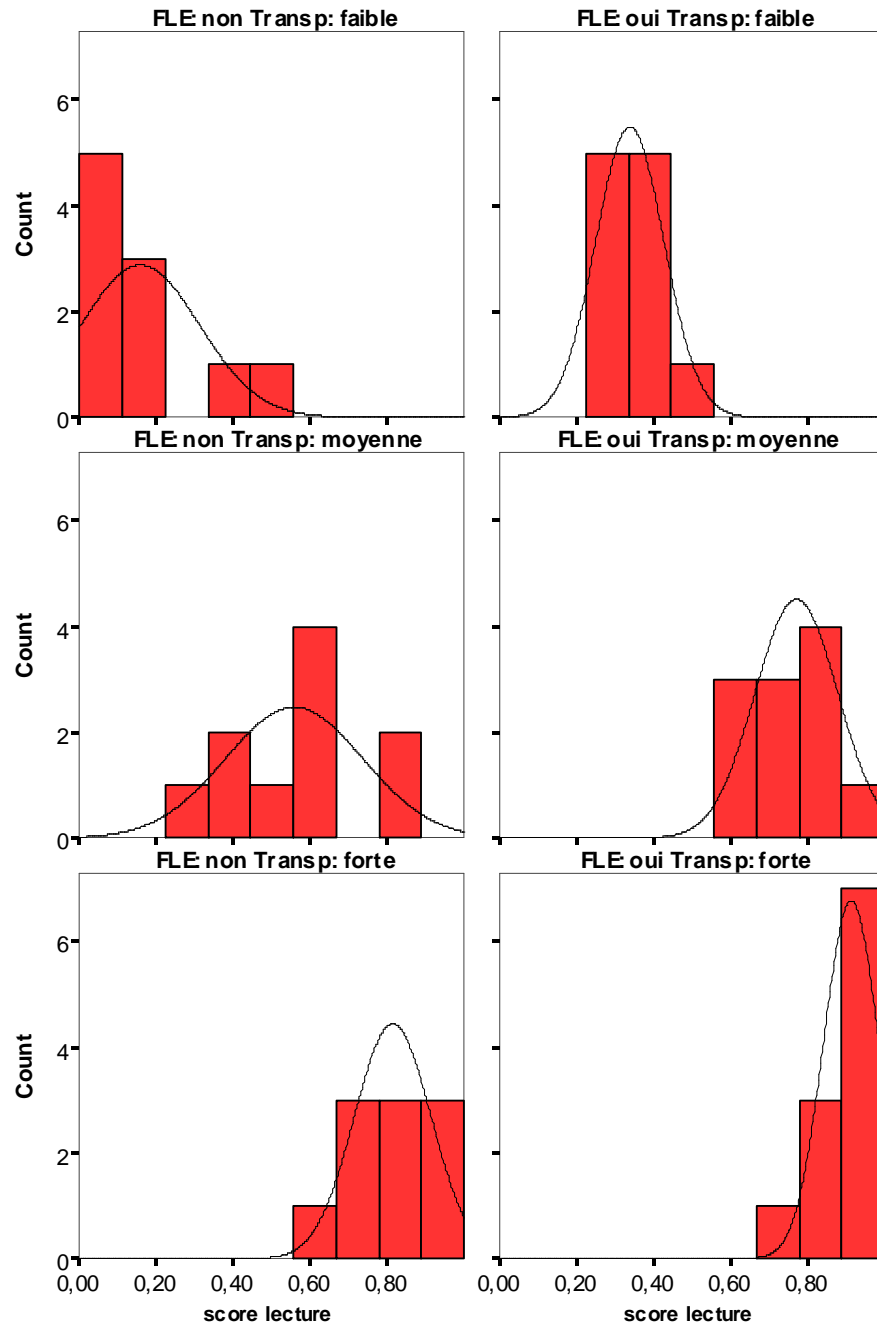 FLE: non Transp: faible
FLE: oui Transp: faible
6
4
2
0
Count
FLE: non Transp: moyenne
FLE: oui Transp: moyenne
6
4
2
0
Count
FLE: non Transp: forte
FLE: oui Transp: forte
6
4
2
0
Count
0,00 0,20 0,40 0,60 0,80
0,00 0,20 0,40 0,60 0,80
score lecture
score lecture